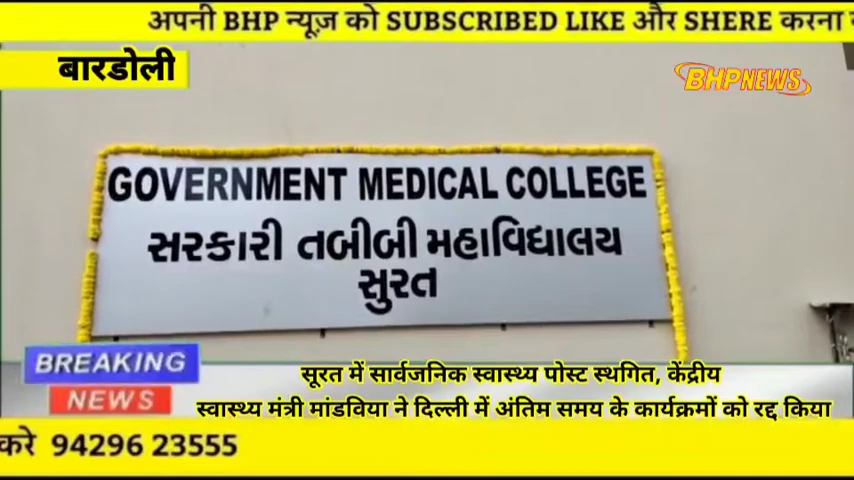 अपनी BHP न्यूज़ को SUBSCRIBED LIKE और SHERE करना
बारडोली
BHPNEWS
GOVERNMENT MEDICAL COLLEGE
સરકારી તબીબી મહાવિદ્યાલય
સુરત
BREAKING
NEWS
सूरत में सार्वजनिक स्वास्थ्य पोस्ट स्थगित, केंद्रीय
स्वास्थ्य मंत्री मांडविया ने दिल्ली में अंतिम समय के कार्यक्रमों को रद्द किया
करे 94296 23555